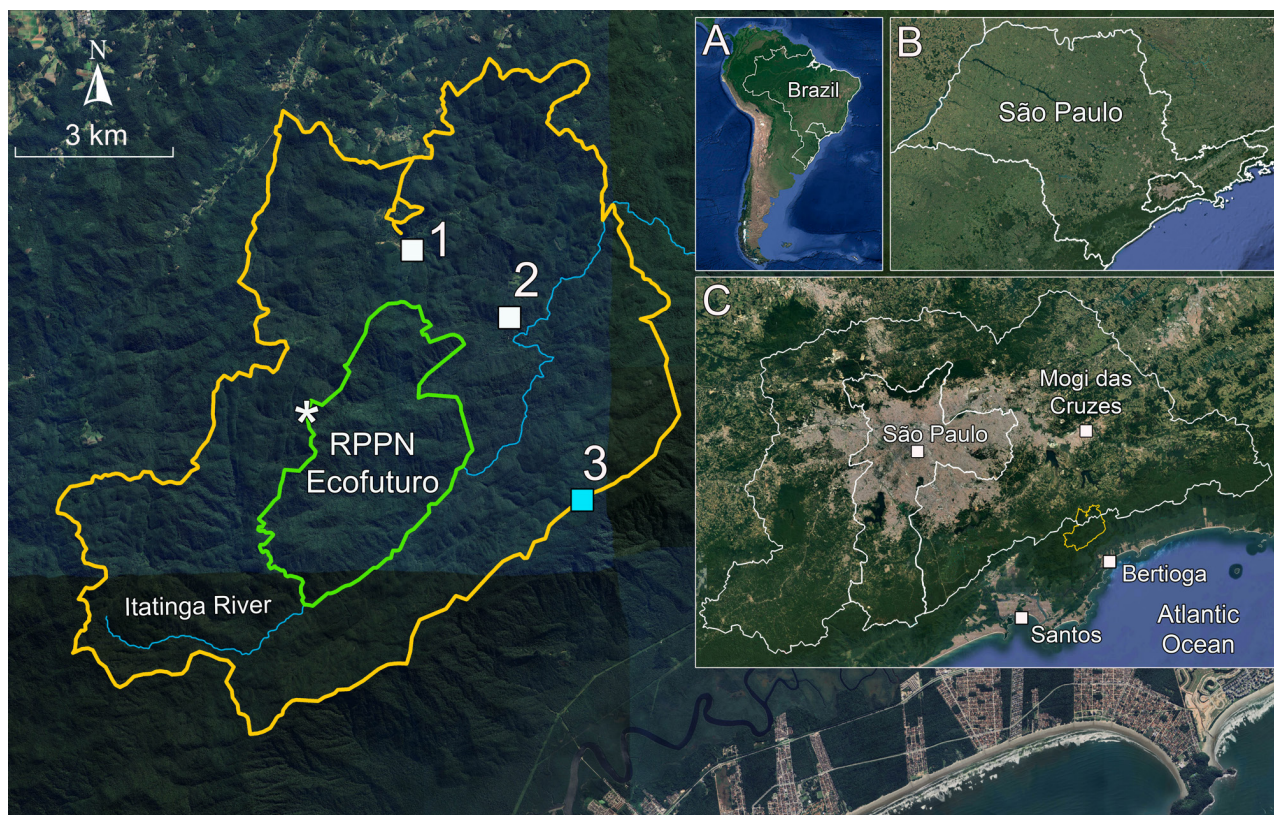 N
3 km
1
2
*
RPPN
Ecofuturo
3
Itatinga River
A
Brazil
B
São Paulo
C
Mogi das
Cruzes
São Paulo
Bertioga
Santos
Atlantic
Ocean